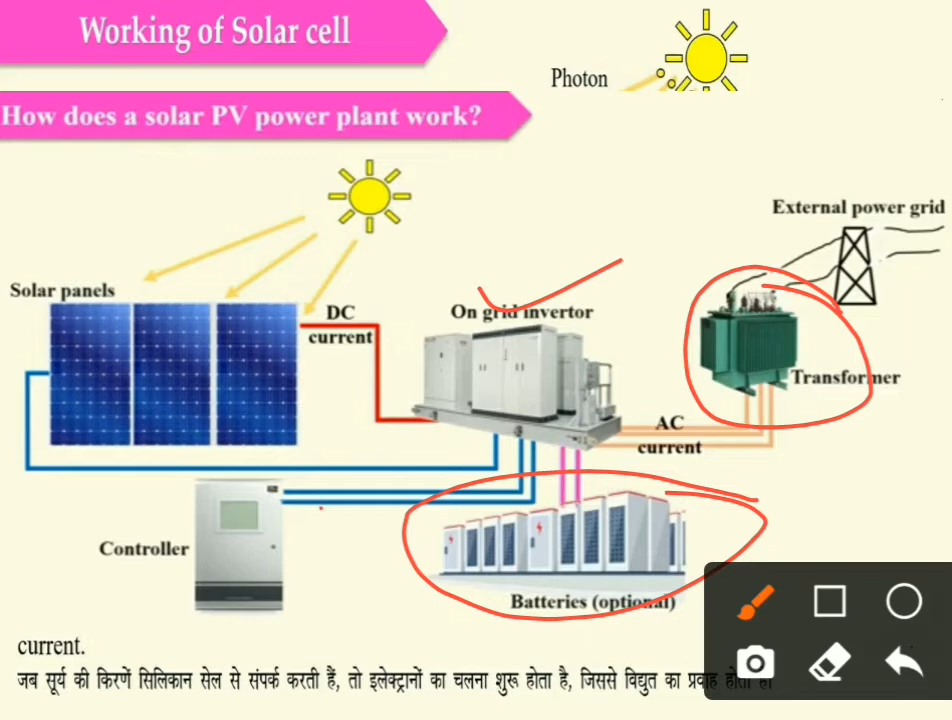 Working of Solar cell
Photon
How does a solar PV power plant work?
External power grid
Solar panels
DC
current
On grid invertor
Transformer
AC
current
Controller
Batteries (optional)
current.
जब सूर्य की किरणें सिलिकान सेल से संपर्क करती हैं, तो इलेक्ट्रानों का चलना शुरू होता है, जिससे विद्युत का प्रवाह होता है।